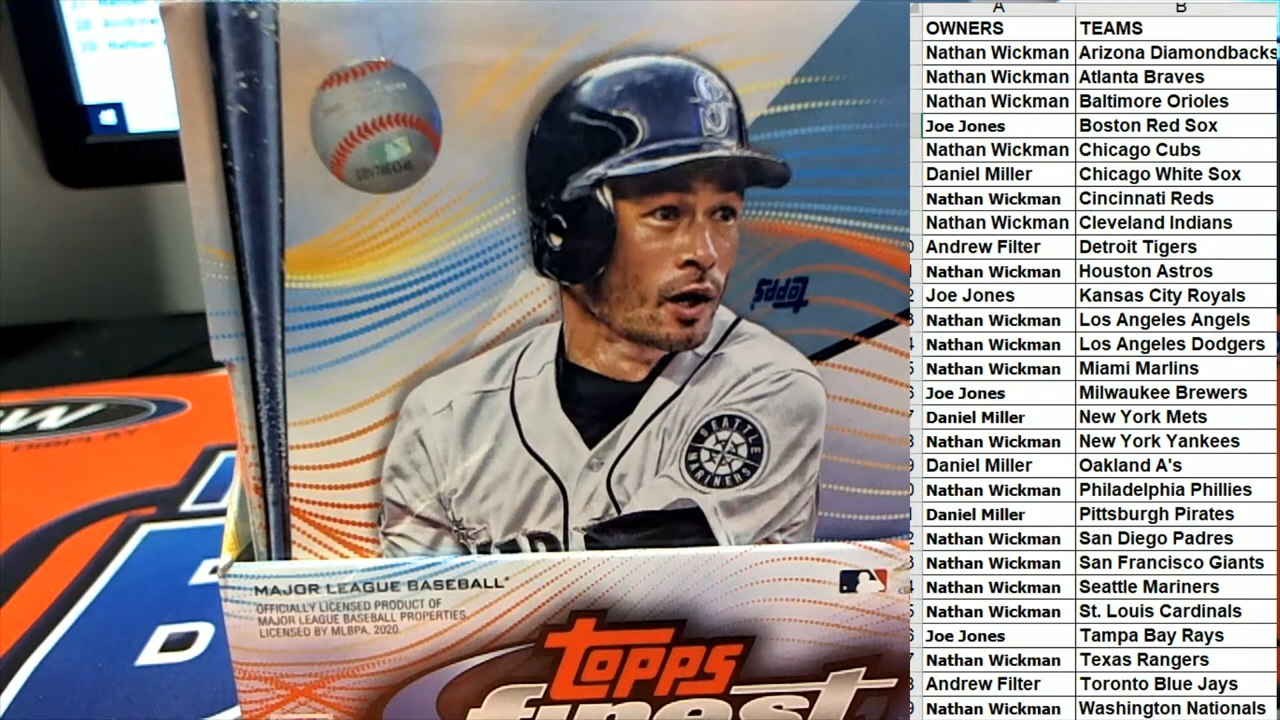 A B
OWNERS TEAMS
Nathan Wickman Arizona Diamondbacks
Nathan Wickman Atlanta Braves
Nathan Wickman Baltimore Orioles
Joe Jones Boston Red Sox
Nathan Wickman Chicago Cubs
Daniel Miller Chicago White Sox
Nathan Wickman Cincinnati Reds
Nathan Wickman Cleveland Indians
Andrew Filter Detroit Tigers
Nathan Wickman Houston Astros
Joe Jones Kansas City Royals
Nathan Wickman Los Angeles Angels
Nathan Wickman Los Angeles Dodgers
Nathan Wickman Miami Marlins
Joe Jones Milwaukee Brewers
Daniel Miller New York Mets
Nathan Wickman New York Yankees
Daniel Miller Oakland A's
Nathan Wickman Philadelphia Phillies
Daniel Miller Pittsburgh Pirates
Nathan Wickman San Diego Padres
Nathan Wickman San Francisco Giants
Nathan Wickman Seattle Mariners
Nathan Wickman St. Louis Cardinals
Joe Jones Tampa Bay Rays
Nathan Wickman Texas Rangers
Andrew Filter Toronto Blue Jays
Nathan Wickman Washington Nationals
S
Topps
SEATTLE
MARINERS
MAJOR LEAGUE BASEBALL
OFFICIALLY LICENSED PRODUCT OF
MAJOR LEAGUE BASEBALL PROPERTIES.
LICENSED BY MLBPA, 2020.
TOPPS
finest
D